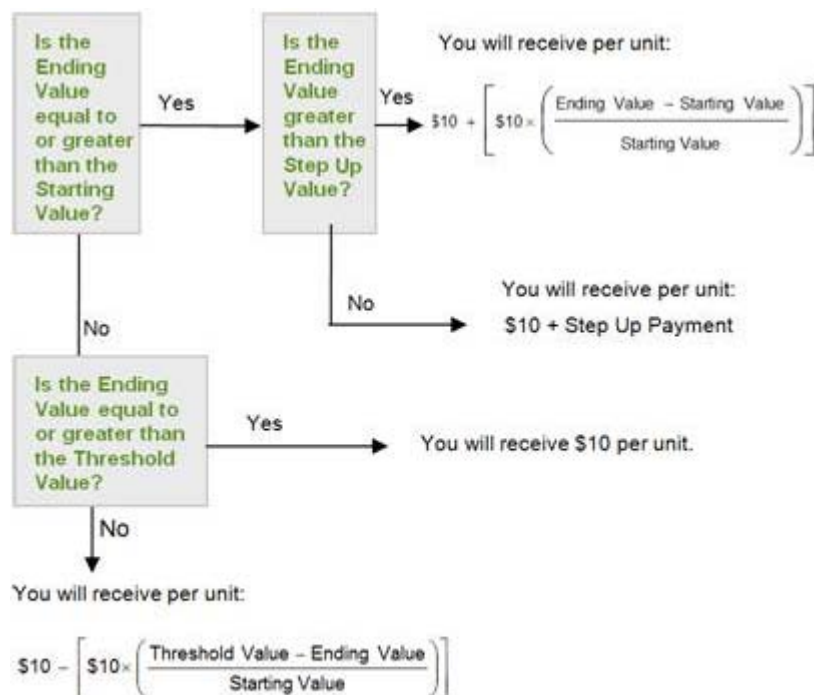 Is the
Ending
Value
equal to
or greater
than the
Starting
Value?
Yes
Is the
Ending
Value
greater
than the
Step Up
Value?
Yes
You will receive per unit:
$10 + [ $10 × ( Ending Value – Starting Value
Starting Value ) ]
No
You will receive per unit:
$10 + Step Up Payment
No
Is the Ending
Value equal to
or greater than
the Threshold
Value?
Yes
You will receive $10 per unit.
No
You will receive per unit:
$10 – [ $10× ( Threshold Value – Ending Value
Starting Value ) ]